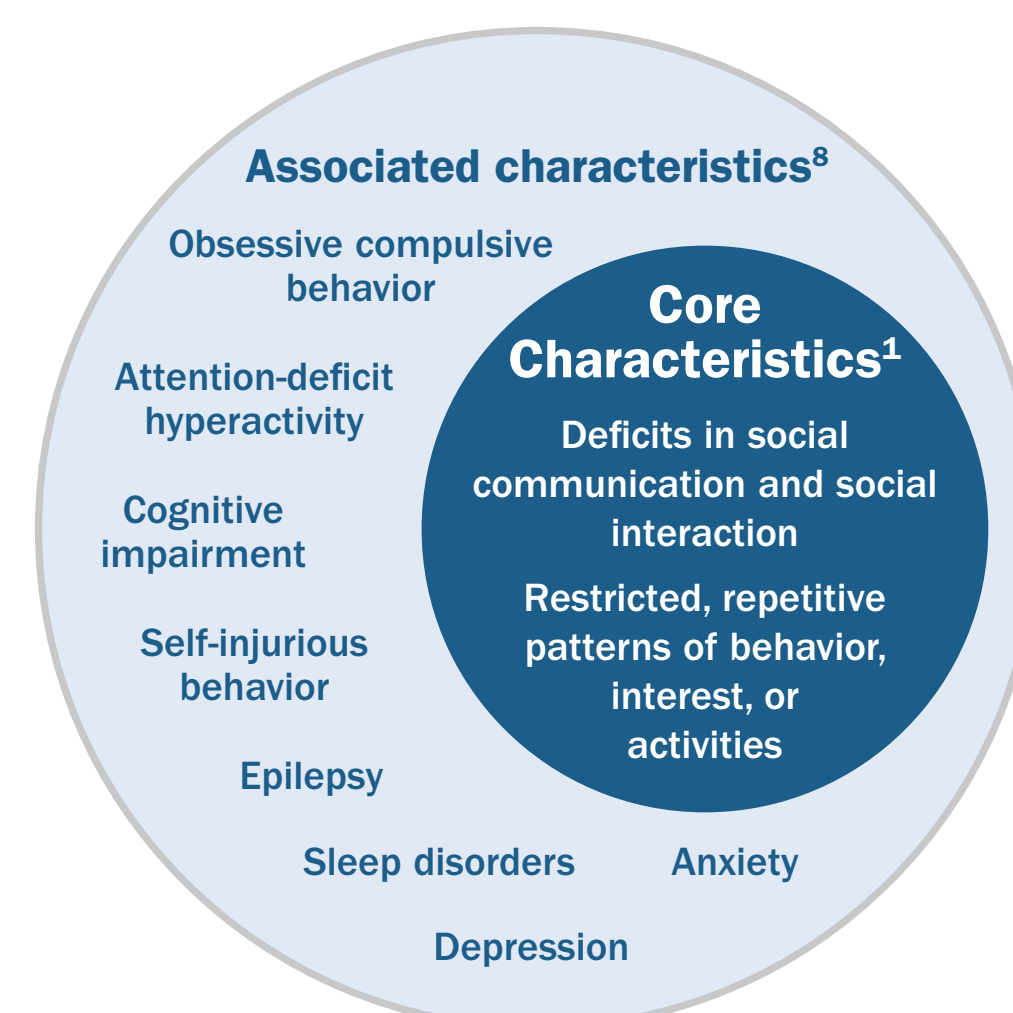 Associated characteristics⁸
Obsessive compulsive
behavior
Attention-deficit
hyperactivity
Cognitive
impairment
Self-injurious
behavior
Epilepsy
Sleep disorders
Anxiety
Depression
Core
Characteristics¹
Deficits in social
communication and social
interaction
Restricted, repetitive
patterns of behavior,
interest, or
activities